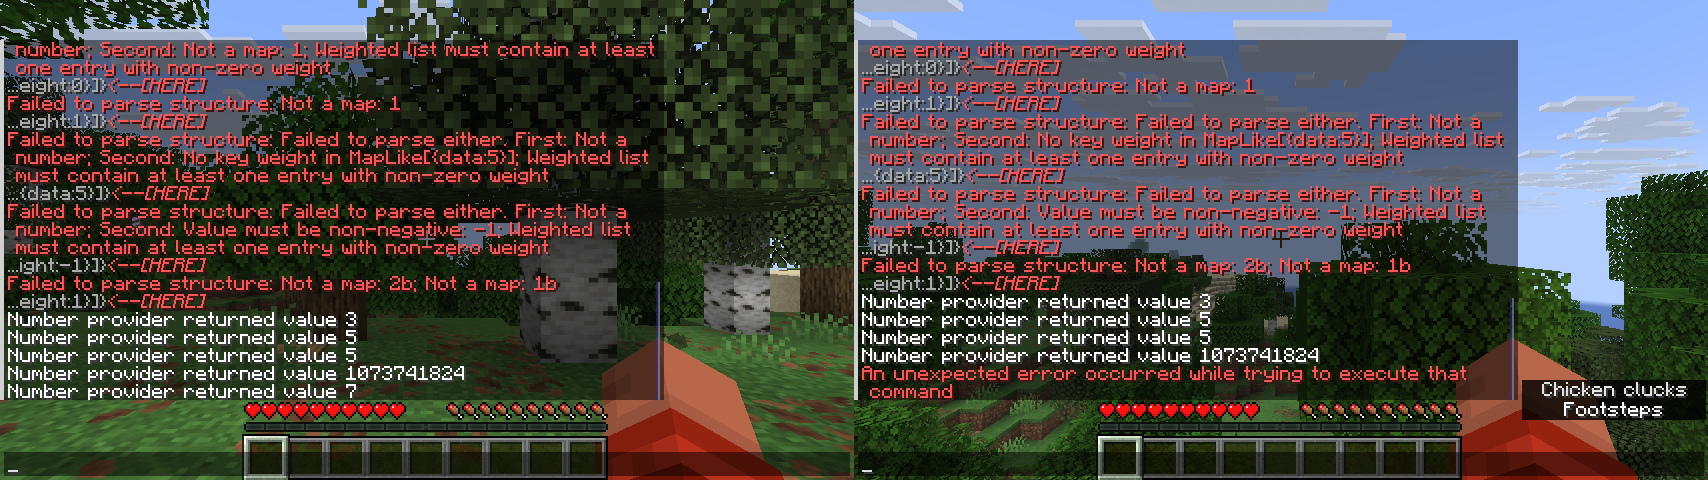 number; Second: Not a map: 1; Weighted list must contain at least
one entry with non-zero weight
...eight:0}]}<--[HERE]
Failed to parse structure: Not a map: 1
...eight:1}]}<--[HERE]
Failed to parse structure: Failed to parse either. First: Not a
number; Second: No key weight in MapLike[{data:5}]; Weighted list
must contain at least one entry with non-zero weight
...{data:5}]}<--[HERE]
Failed to parse structure: Failed to parse either. First: Not a
number; Second: Value must be non-negative: -1; Weighted list
must contain at least one entry with non-zero weight
...ight:-1}]}<--[HERE]
Failed to parse structure: Not a map: 2b; Not a map: 1b
...eight:1}]}<--[HERE]
Number provider returned value 3
Number provider returned value 5
Number provider returned value 5
Number provider returned value 1073741824
Number provider returned value 7
_
one entry with non-zero weight
...eight:0}]}<--[HERE]
Failed to parse structure: Not a map: 1
...eight:1}]}<--[HERE]
Failed to parse structure: Failed to parse either. First: Not a
number; Second: No key weight in MapLike[{data:5}]; Weighted list
must contain at least one entry with non-zero weight
...{data:5}]}<--[HERE]
Failed to parse structure: Failed to parse either. First: Not a
number; Second: Value must be non-negative: -1; Weighted list
must contain at least one entry with non-zero weight
...ight:-1}]}<--[HERE]
Failed to parse structure: Not a map: 2b; Not a map: 1b
...eight:1}]}<--[HERE]
Number provider returned value 3
Number provider returned value 5
Number provider returned value 5
Number provider returned value 1073741824
An unexpected error occurred while trying to execute that
command
Chicken clucks
Footsteps
_